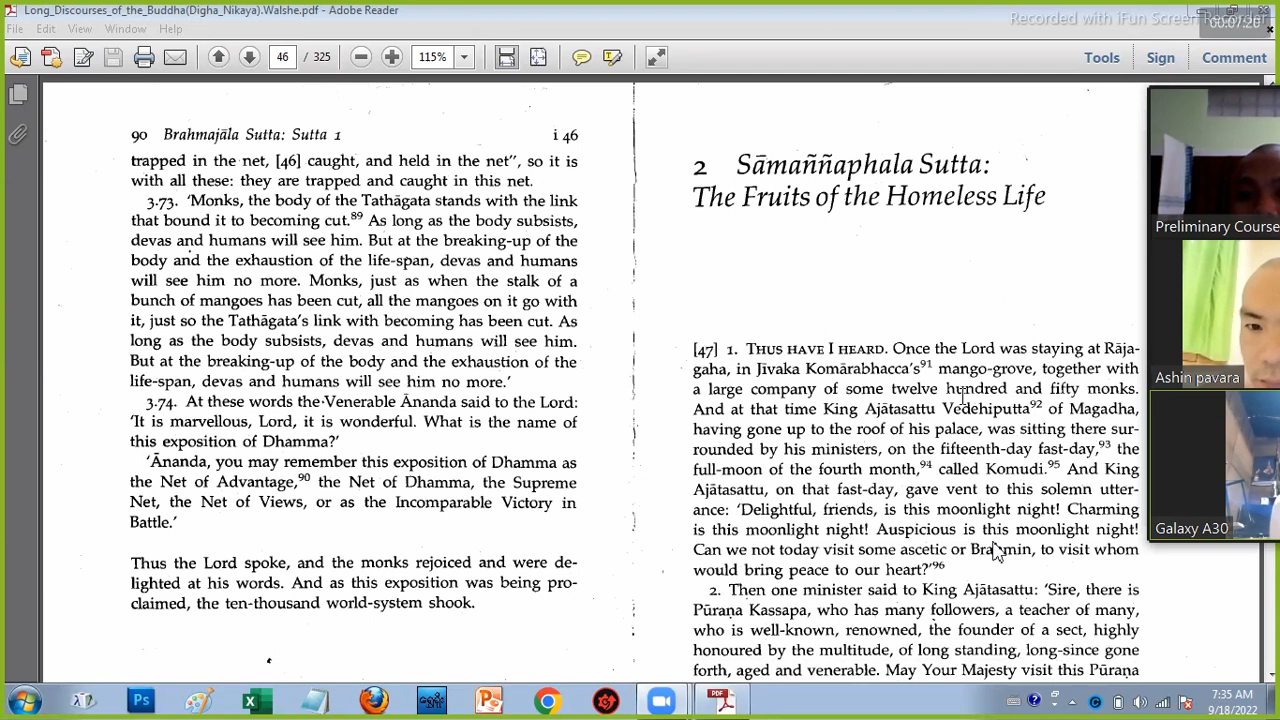 Long_Discourses_of_the_Buddha(Digha_Nikaya).Walshe.pdf - Adobe Reader
Recorded with iFun Screen Recorder
00:07:20
File Edit View Window Help
46 / 325 115% Tools Sign Comment
90 Brahmajāla Sutta: Sutta 1 i 46
trapped in the net, [46] caught, and held in the net”, so it is
with all these: they are trapped and caught in this net.
3.73. ‘Monks, the body of the Tathāgata stands with the link
that bound it to becoming cut.⁸⁹ As long as the body subsists,
devas and humans will see him. But at the breaking-up of the
body and the exhaustion of the life-span, devas and humans
will see him no more. Monks, just as when the stalk of a
bunch of mangoes has been cut, all the mangoes on it go with
it, just so the Tathāgata's link with becoming has been cut. As
long as the body subsists, devas and humans will see him.
But at the breaking-up of the body and the exhaustion of the
life-span, devas and humans will see him no more.’
3.74. At these words the Venerable Ānanda said to the Lord:
‘It is marvellous, Lord, it is wonderful. What is the name of
this exposition of Dhamma?’
‘Ānanda, you may remember this exposition of Dhamma as
the Net of Advantage,⁹⁰ the Net of Dhamma, the Supreme
Net, the Net of Views, or as the Incomparable Victory in
Battle.’
Thus the Lord spoke, and the monks rejoiced and were de-
lighted at his words. And as this exposition was being pro-
claimed, the ten-thousand world-system shook.
2 Sāmaññaphala Sutta:
The Fruits of the Homeless Life
[47] 1. THUS HAVE I HEARD. Once the Lord was staying at Rāja-
gaha, in Jīvaka Komārabhacca's⁹¹ mango-grove, together with
a large company of some twelve hundred and fifty monks.
And at that time King Ajātasattu Vedehiputta⁹² of Magadha,
having gone up to the roof of his palace, was sitting there sur-
rounded by his ministers, on the fifteenth-day fast-day,⁹³ the
full-moon of the fourth month,⁹⁴ called Komudi.⁹⁵ And King
Ajātasattu, on that fast-day, gave vent to this solemn utter-
ance: ‘Delightful, friends, is this moonlight night! Charming
is this moonlight night! Auspicious is this moonlight night!
Can we not today visit some ascetic or Brahmin, to visit whom
would bring peace to our heart?’⁹⁶
2. Then one minister said to King Ajātasattu: ‘Sire, there is
Pūraṇa Kassapa, who has many followers, a teacher of many,
who is well-known, renowned, the founder of a sect, highly
honoured by the multitude, of long standing, long-since gone
forth, aged and venerable. May Your Majesty visit this Pūraṇa
Preliminary Course
Ashin pavara
Galaxy A30
7:35 AM
9/18/2022